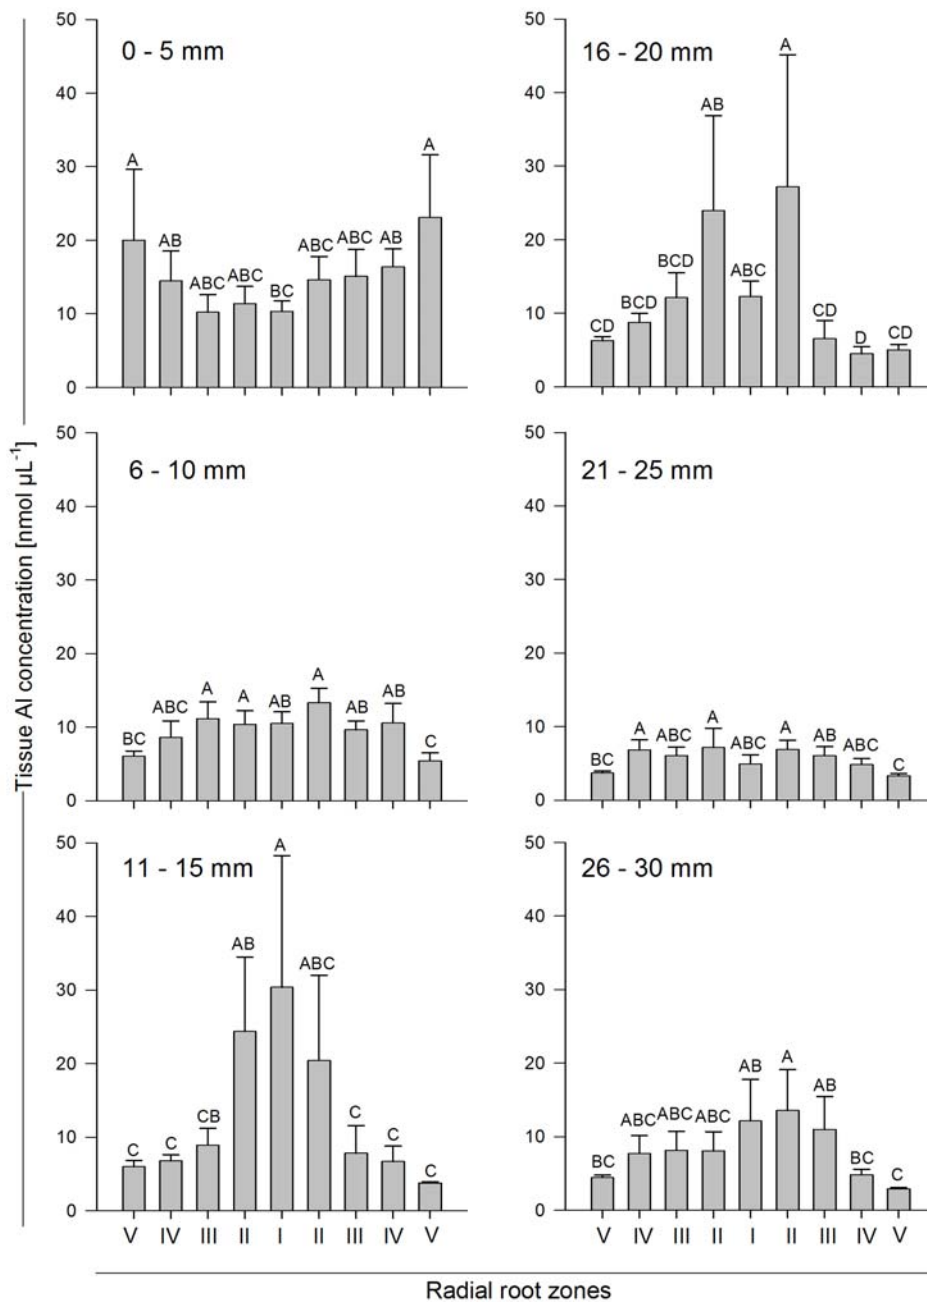 Tissue Al concentration [nmol µL-1]
0 - 5 mm
50
40
30
20
10
0
A
AB
ABC
ABC
BC
ABC
ABC
AB
A
16 - 20 mm
50
40
30
20
10
0
CD
BCD
BCD
AB
ABC
A
CD
D
CD
6 - 10 mm
50
40
30
20
10
0
BC
ABC
A
A
AB
A
AB
AB
C
21 - 25 mm
50
40
30
20
10
0
BC
A
ABC
A
ABC
A
AB
ABC
C
11 - 15 mm
50
40
30
20
10
0
C
C
CB
AB
A
ABC
C
C
C
V IV III II I II III IV V
26 - 30 mm
50
40
30
20
10
0
BC
ABC
ABC
ABC
AB
A
AB
BC
C
V IV III II I II III IV V
Radial root zones